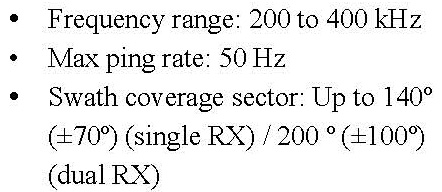 • Frequency range: 200 to 400 kHz
• Max ping rate: 50 Hz
• Swath coverage sector: Up to 140º
(±70º) (single RX) / 200 º (±100º)
(dual RX)